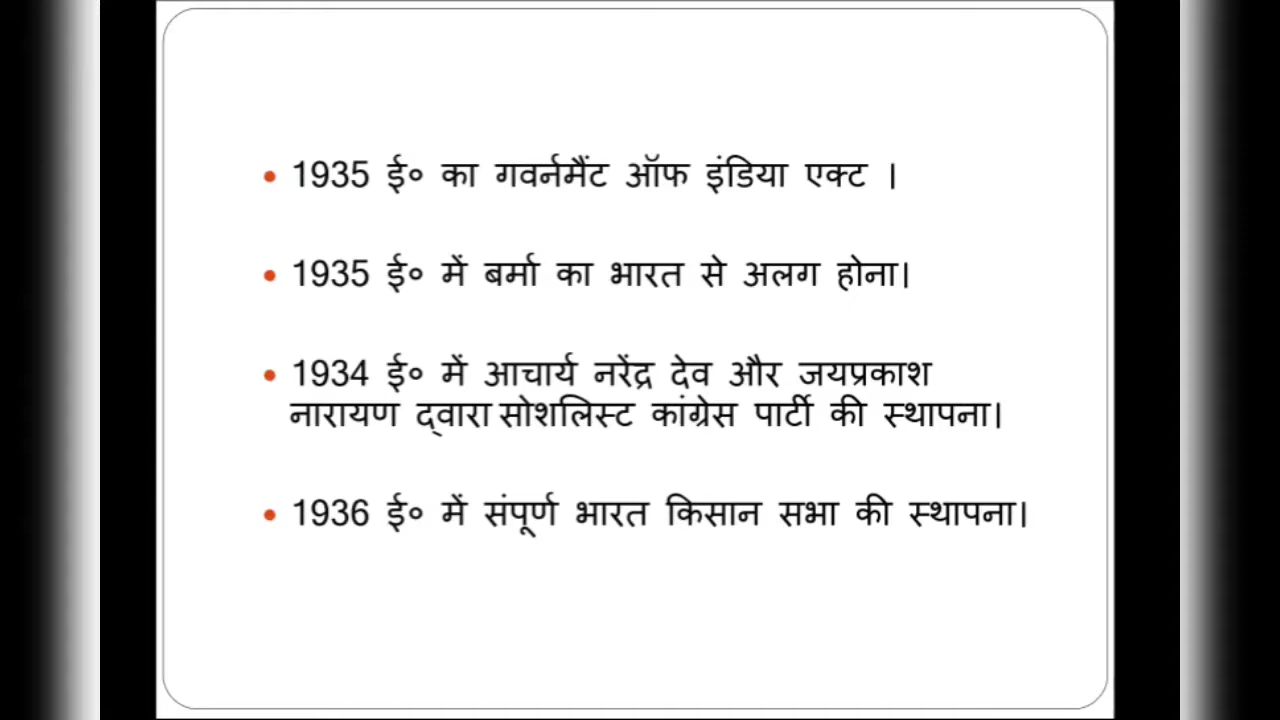 • 1935 ई० का गवर्नमैंट ऑफ इंडिया एक्ट ।
• 1935 ई० में बर्मा का भारत से अलग होना।
• 1934 ई० में आचार्य नरेंद्र देव और जयप्रकाश
नारायण द्वारा सोशलिस्ट कांग्रेस पार्टी की स्थापना।
• 1936 ई० में संपूर्ण भारत किसान सभा की स्थापना।